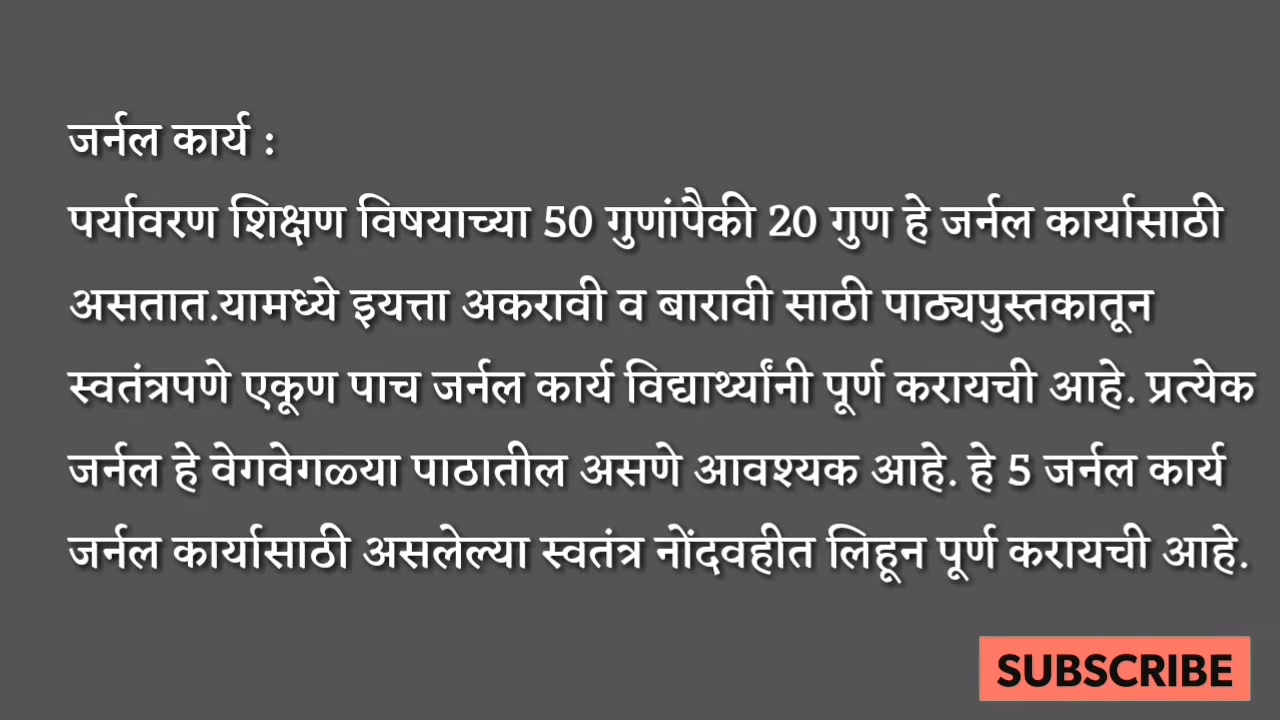 जर्नल कार्य :
पर्यावरण शिक्षण विषयाच्या 50 गुणांपैकी 20 गुण हे जर्नल कार्यासाठी
असतात.यामध्ये इयत्ता अकरावी व बारावी साठी पाठ्यपुस्तकातून
स्वतंत्रपणे एकूण पाच जर्नल कार्य विद्यार्थ्यांनी पूर्ण करायची आहे. प्रत्येक
जर्नल हे वेगवेगळ्या पाठातील असणे आवश्यक आहे. हे 5 जर्नल कार्य
जर्नल कार्यासाठी असलेल्या स्वतंत्र नोंदवहीत लिहून पूर्ण करायची आहे.
SUBSCRIBE